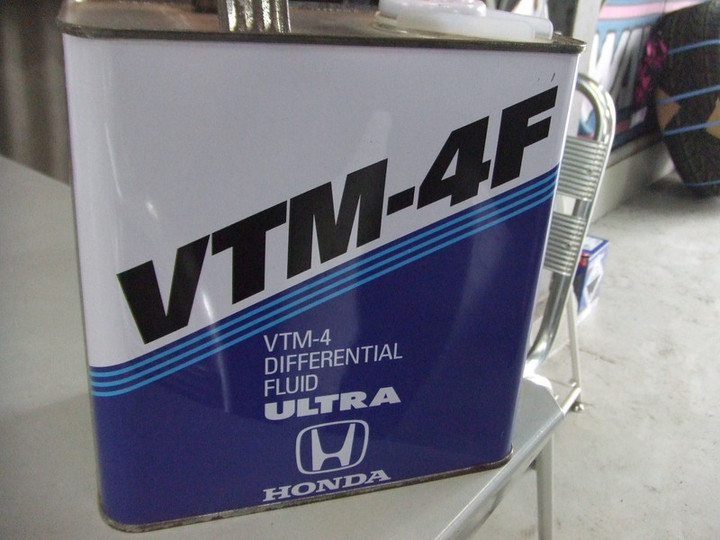 VTM-4F
VTM-4
DIFFERENTIAL
FLUID
ULTRA
HONDA